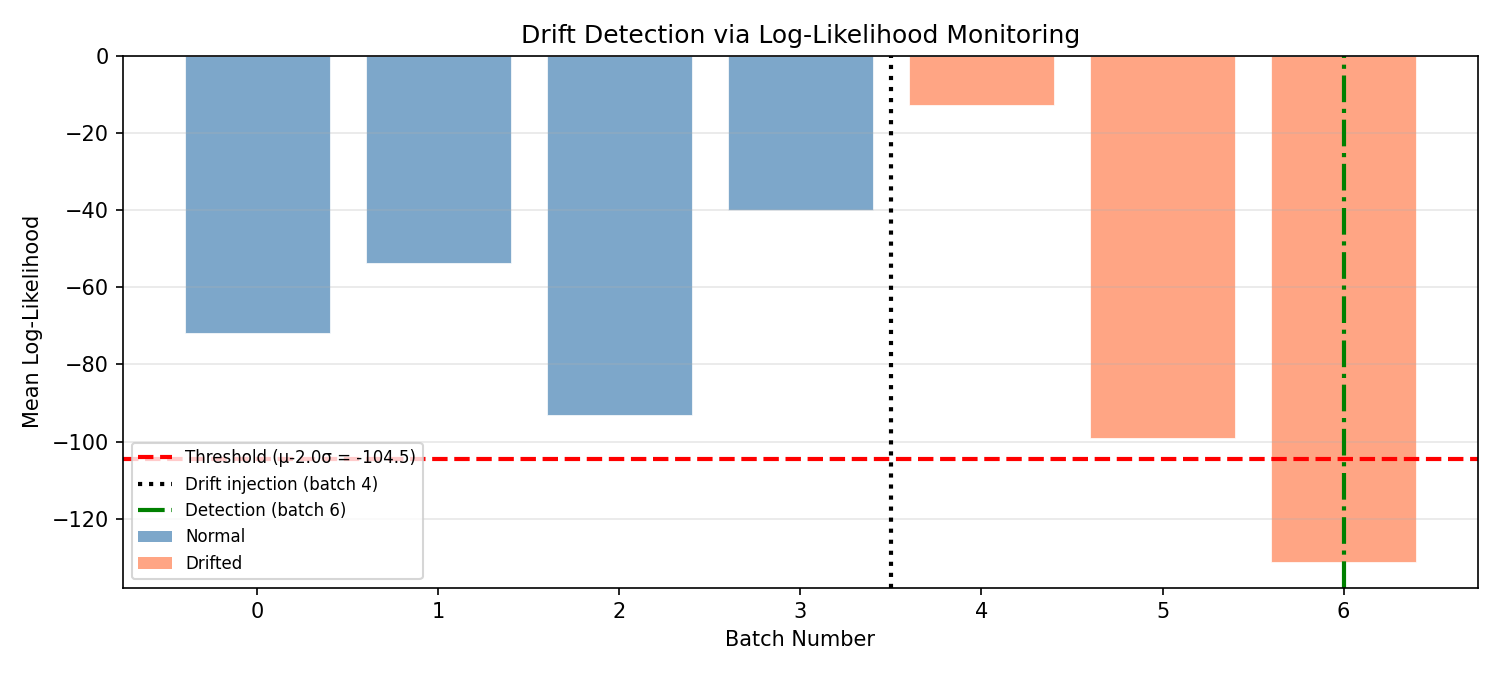 Drift Detection via Log-Likelihood Monitoring
Mean Log-Likelihood
0
−20
−40
−60
−80
−100
−120
Threshold (μ-2.0σ = -104.5)
Drift injection (batch 4)
Detection (batch 6)
Normal
Drifted
0 1 2 3 4 5 6
Batch Number